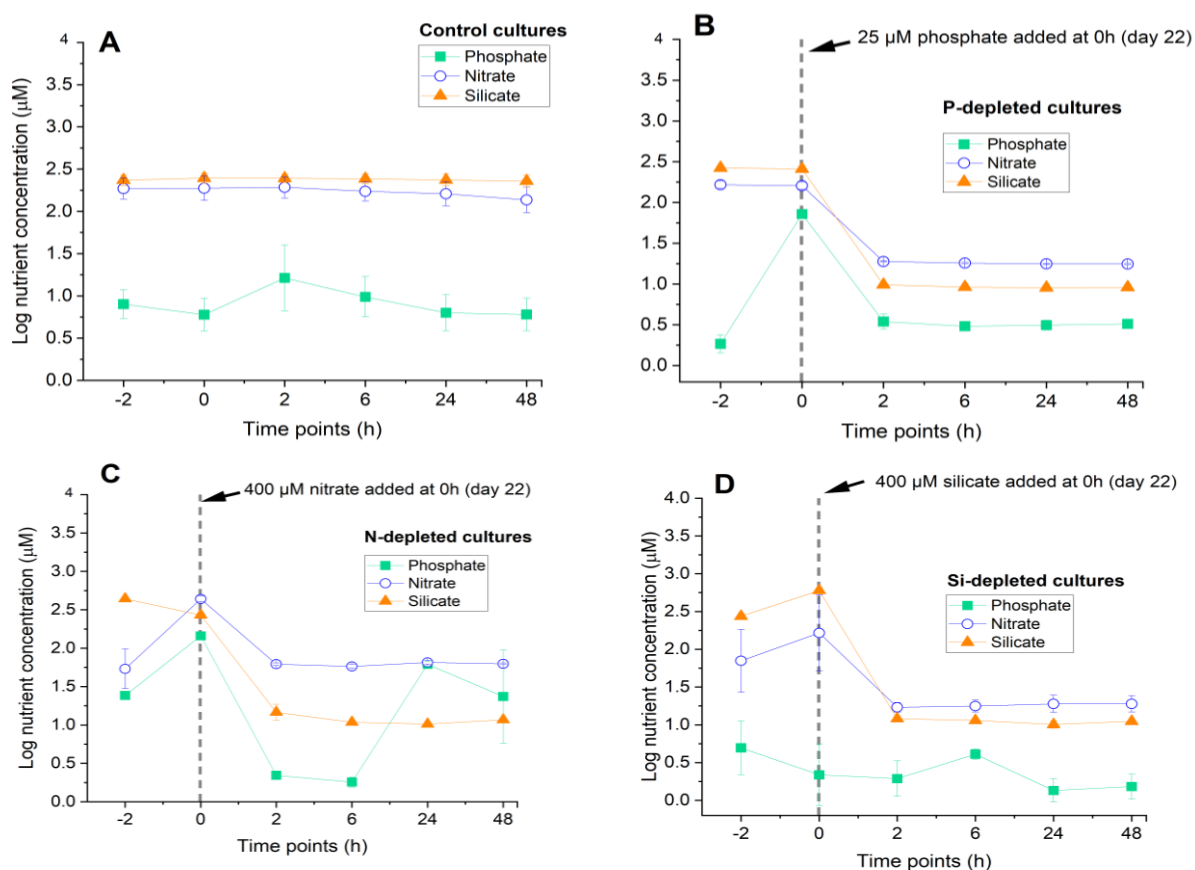 A
Control cultures
Phosphate
Nitrate
Silicate
Log nutrient concentration (µM)
4
3.5
3.0
2.5
2.0
1.5
1.0
0.5
0.0
-2 0 2 6 24 48
Time points (h)
B
25 µM phosphate added at 0h (day 22)
P-depleted cultures
Phosphate
Nitrate
Silicate
Log nutrient concentration (µM)
4
3.5
3.0
2.5
2.0
1.5
1.0
0.5
0.0
-2 0 2 6 24 48
Time points (h)
C
400 µM nitrate added at 0h (day 22)
N-depleted cultures
Phosphate
Nitrate
Silicate
Log nutrient concentration (µM)
4
3.5
3.0
2.5
2.0
1.5
1.0
0.5
0.0
-2 0 2 6 24 48
Time points (h)
D
400 µM silicate added at 0h (day 22)
Si-depleted cultures
Phosphate
Nitrate
Silicate
Log nutrient concentration (µM)
4.0
3.5
3.0
2.5
2.0
1.5
1.0
0.5
0.0
-2 0 2 6 24 48
Time points (h)